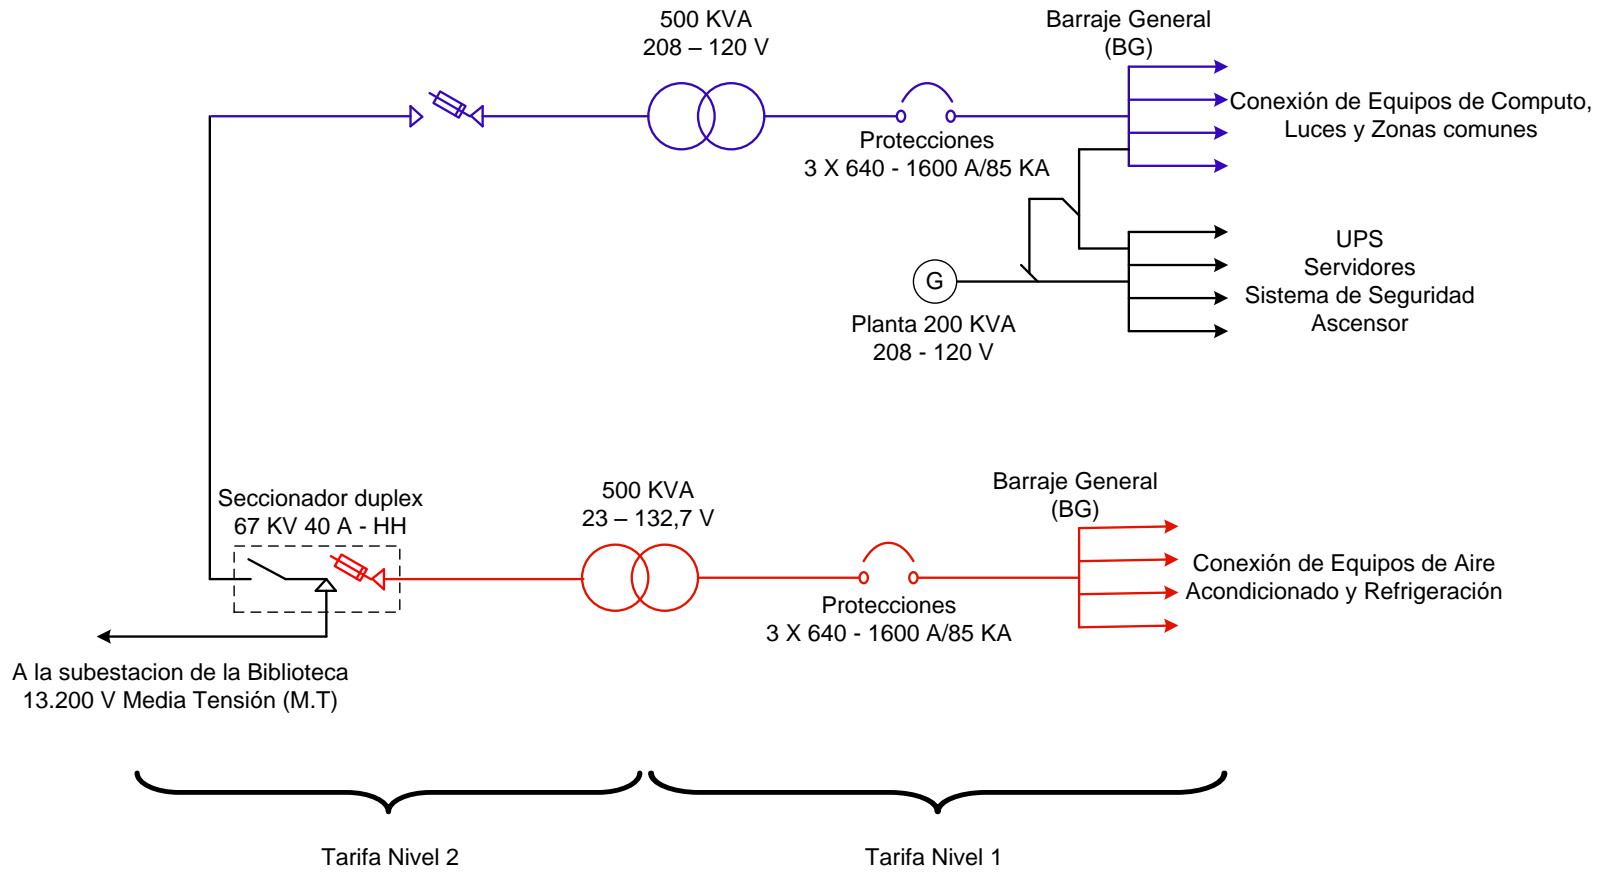 500 KVA
208 – 120 V
Barraje General
(BG)
Conexión de Equipos de Computo,
Luces y Zonas comunes
Protecciones
3 X 640 - 1600 A/85 KA
G
Planta 200 KVA
208 - 120 V
UPS
Servidores
Sistema de Seguridad
Ascensor
Seccionador duplex
67 KV 40 A - HH
500 KVA
23 – 132,7 V
Barraje General
(BG)
Conexión de Equipos de Aire
Acondicionado y Refrigeración
Protecciones
3 X 640 - 1600 A/85 KA
A la subestacion de la Biblioteca
13.200 V Media Tensión (M.T)
Tarifa Nivel 2
Tarifa Nivel 1